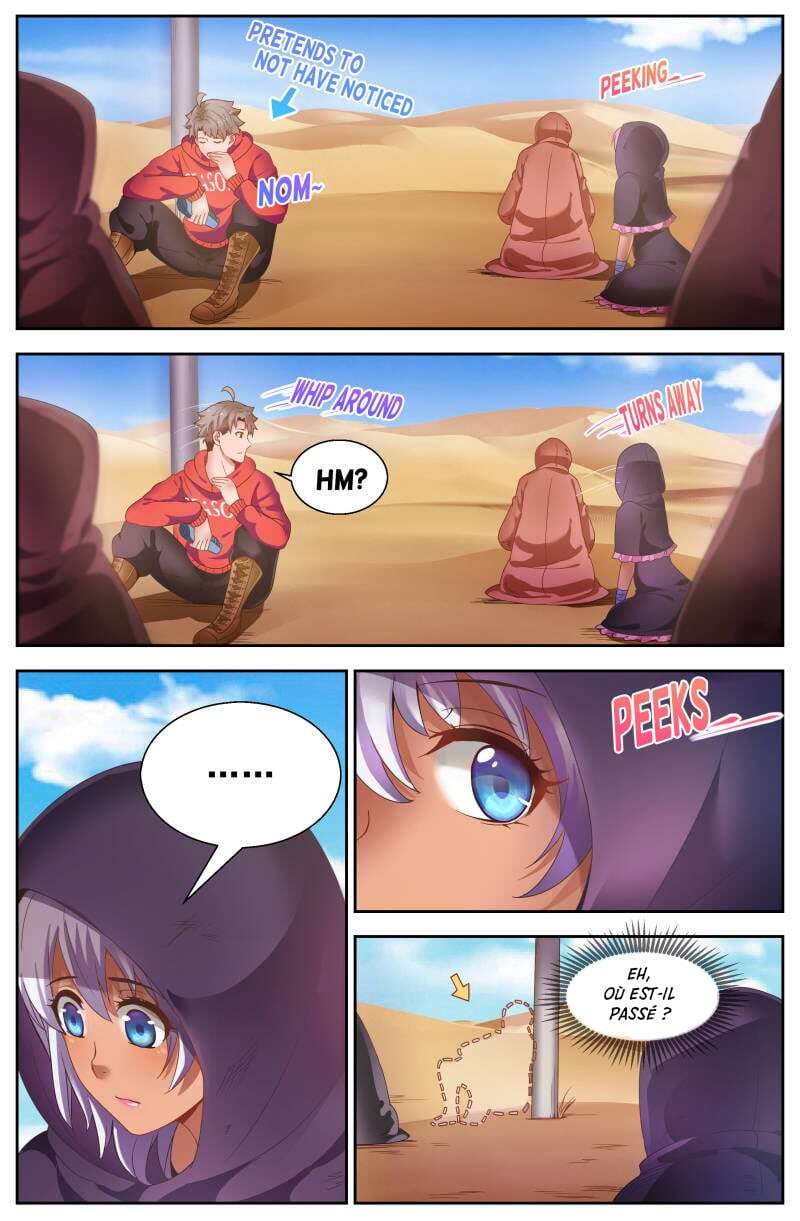 PRETENDS TO
NOT HAVE NOTICED
PEEKING
NOM~
WHIP AROUND
TURNS AWAY
HM?
......
PEEKS
EH,
OÙ EST-IL
PASSÉ ?